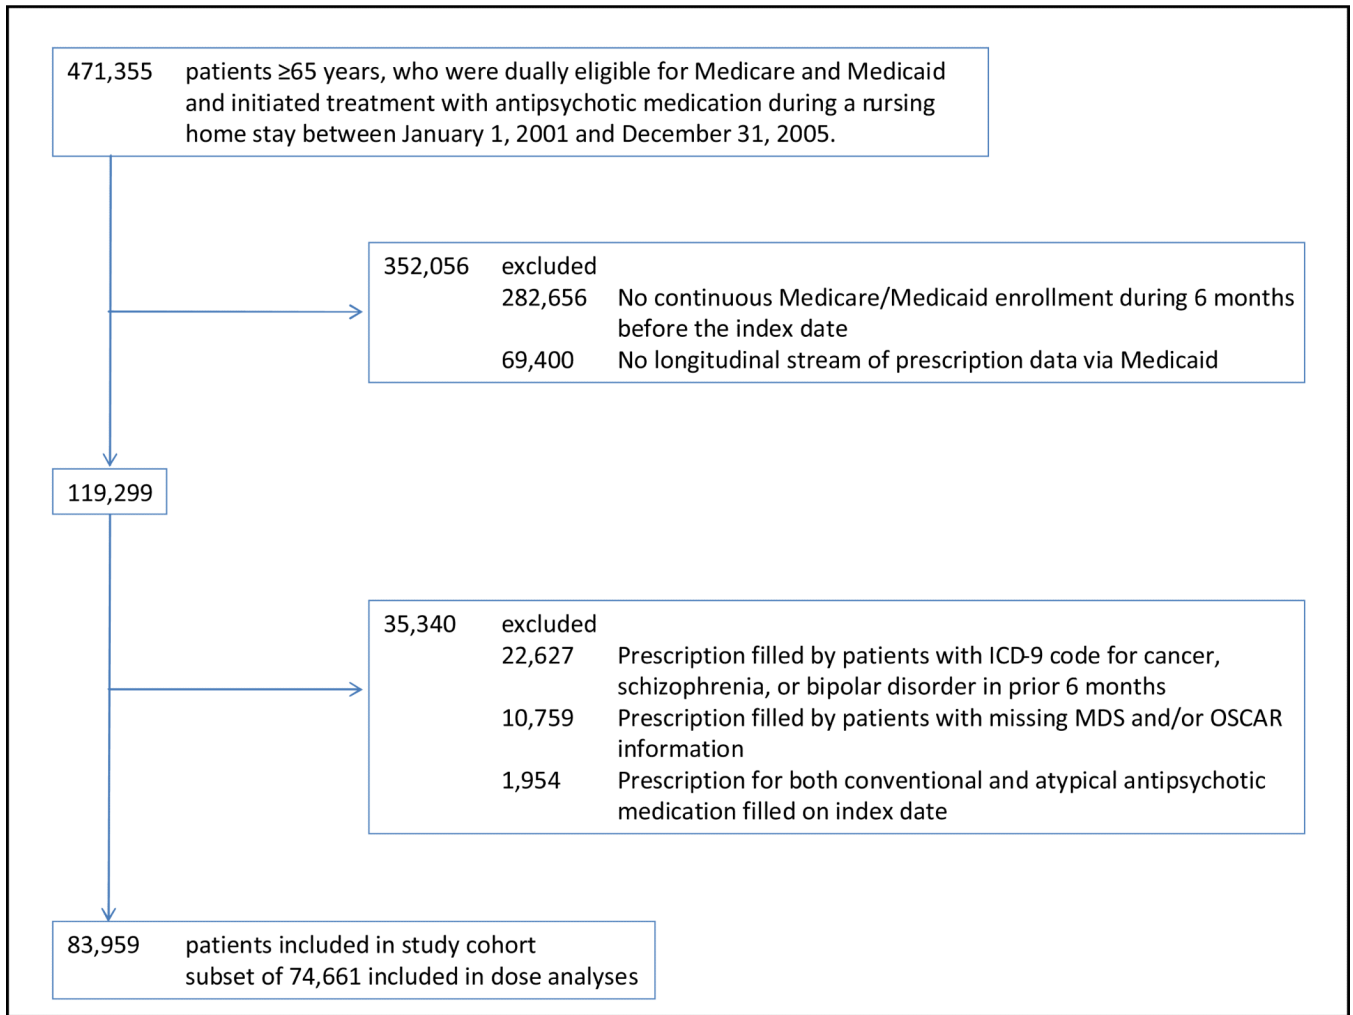 471,355 patients ≥65 years, who were dually eligible for Medicare and Medicaid
and initiated treatment with antipsychotic medication during a nursing
home stay between January 1, 2001 and December 31, 2005.
352,056 excluded
282,656 No continuous Medicare/Medicaid enrollment during 6 months
before the index date
69,400 No longitudinal stream of prescription data via Medicaid
119,299
35,340 excluded
22,627 Prescription filled by patients with ICD-9 code for cancer,
schizophrenia, or bipolar disorder in prior 6 months
10,759 Prescription filled by patients with missing MDS and/or OSCAR
information
1,954 Prescription for both conventional and atypical antipsychotic
medication filled on index date
83,959 patients included in study cohort
subset of 74,661 included in dose analyses